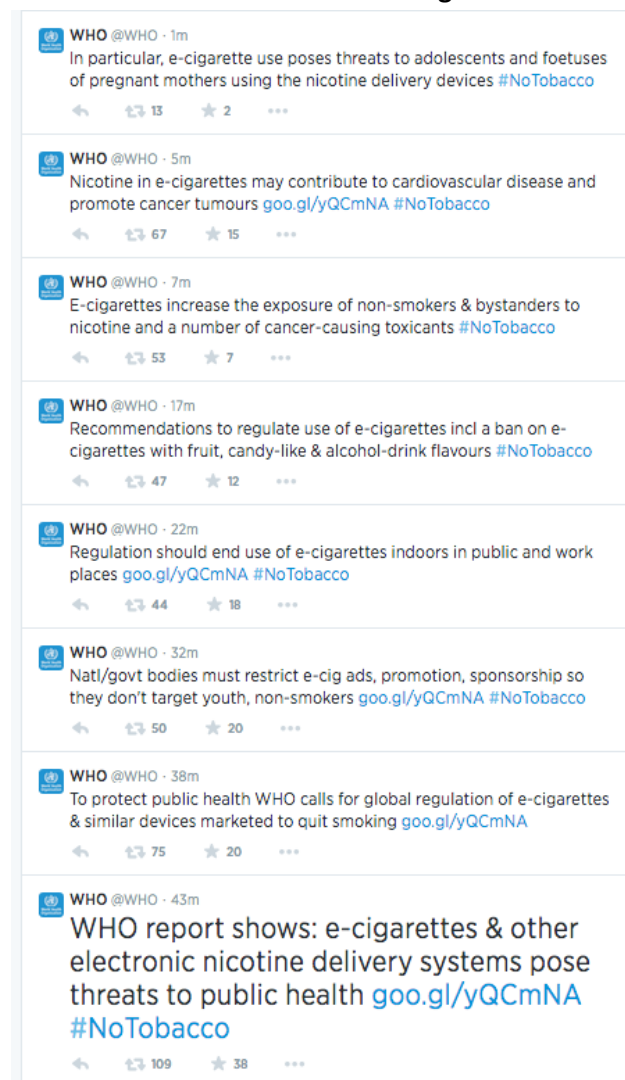 WHO @WHO · 1m
In particular, e-cigarette use poses threats to adolescents and foetuses
of pregnant mothers using the nicotine delivery devices #NoTobacco
13 2
WHO @WHO · 5m
Nicotine in e-cigarettes may contribute to cardiovascular disease and
promote cancer tumours goo.gl/yQCmNA #NoTobacco
67 15
WHO @WHO · 7m
E-cigarettes increase the exposure of non-smokers & bystanders to
nicotine and a number of cancer-causing toxicants #NoTobacco
53 7
WHO @WHO · 17m
Recommendations to regulate use of e-cigarettes incl a ban on e-
cigarettes with fruit, candy-like & alcohol-drink flavours #NoTobacco
47 12
WHO @WHO · 22m
Regulation should end use of e-cigarettes indoors in public and work
places goo.gl/yQCmNA #NoTobacco
44 18
WHO @WHO · 32m
Natl/govt bodies must restrict e-cig ads, promotion, sponsorship so
they don't target youth, non-smokers goo.gl/yQCmNA #NoTobacco
50 20
WHO @WHO · 38m
To protect public health WHO calls for global regulation of e-cigarettes
& similar devices marketed to quit smoking goo.gl/yQCmNA
75 20
WHO @WHO · 43m
WHO report shows: e-cigarettes & other
electronic nicotine delivery systems pose
threats to public health goo.gl/yQCmNA
#NoTobacco
109 38